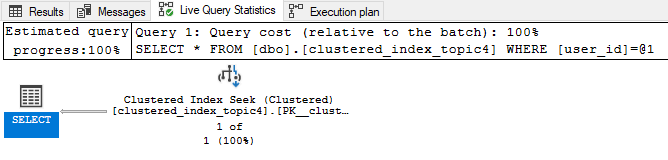 Results Messages Live Query Statistics Execution plan
Estimated query progress:100%
Query 1: Query cost (relative to the batch): 100%
SELECT * FROM [dbo].[clustered_index_topic4] WHERE [user_id]=@1
Clustered Index Seek (Clustered)
[clustered_index_topic4].[PK__clust…
SELECT
1 of
1 (100%)